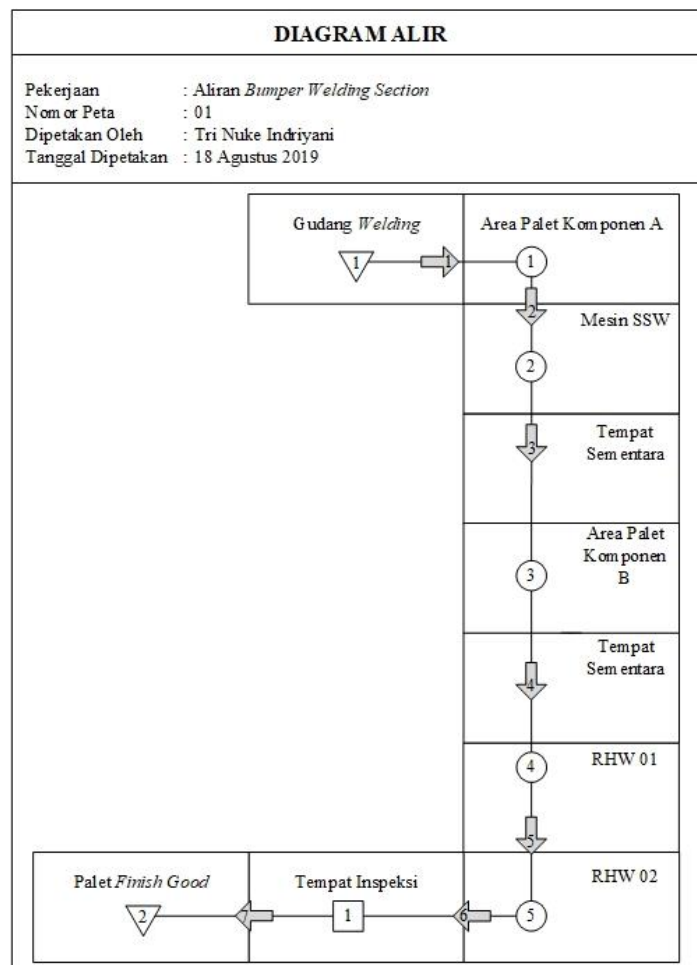 DIAGRAM ALIR
Pekerjaan : Aliran Bumper Welding Section
Nomor Peta : 01
Dipetakan Oleh : Tri Nuke Indriyani
Tanggal Dipetakan : 18 Agustus 2019
Gudang Welding
Area Palet Komponen A
1
1
1
2
Mesin SSW
2
Tempat
Sementara
3
Area Palet
Komponen
B
3
Tempat
Sementara
4
RHW 01
4
5
Palet Finish Good
Tempat Inspeksi
RHW 02
2
7
1
6
5